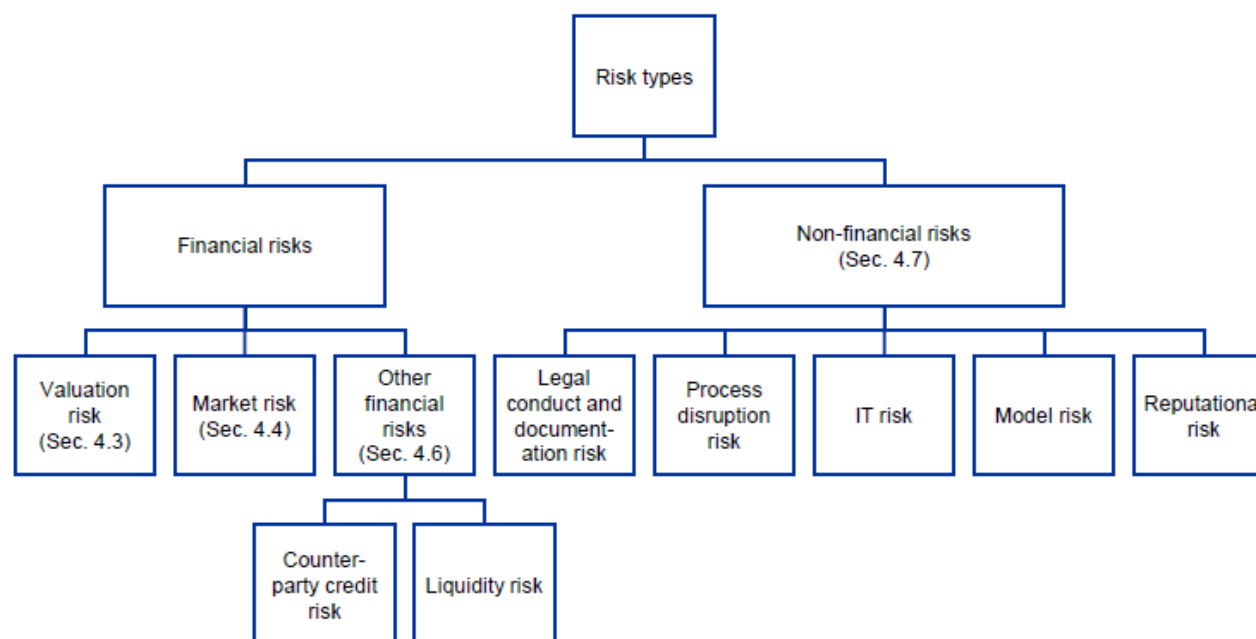 Risk types
Financial risks
Non-financial risks
(Sec. 4.7)
Valuation
risk
(Sec. 4.3)
Market risk
(Sec. 4.4)
Other
financial
risks
(Sec. 4.6)
Legal
conduct and
document-
ation risk
Process
disruption
risk
IT risk
Model risk
Reputationa
risk
Counter-
party credit
risk
Liquidity risk